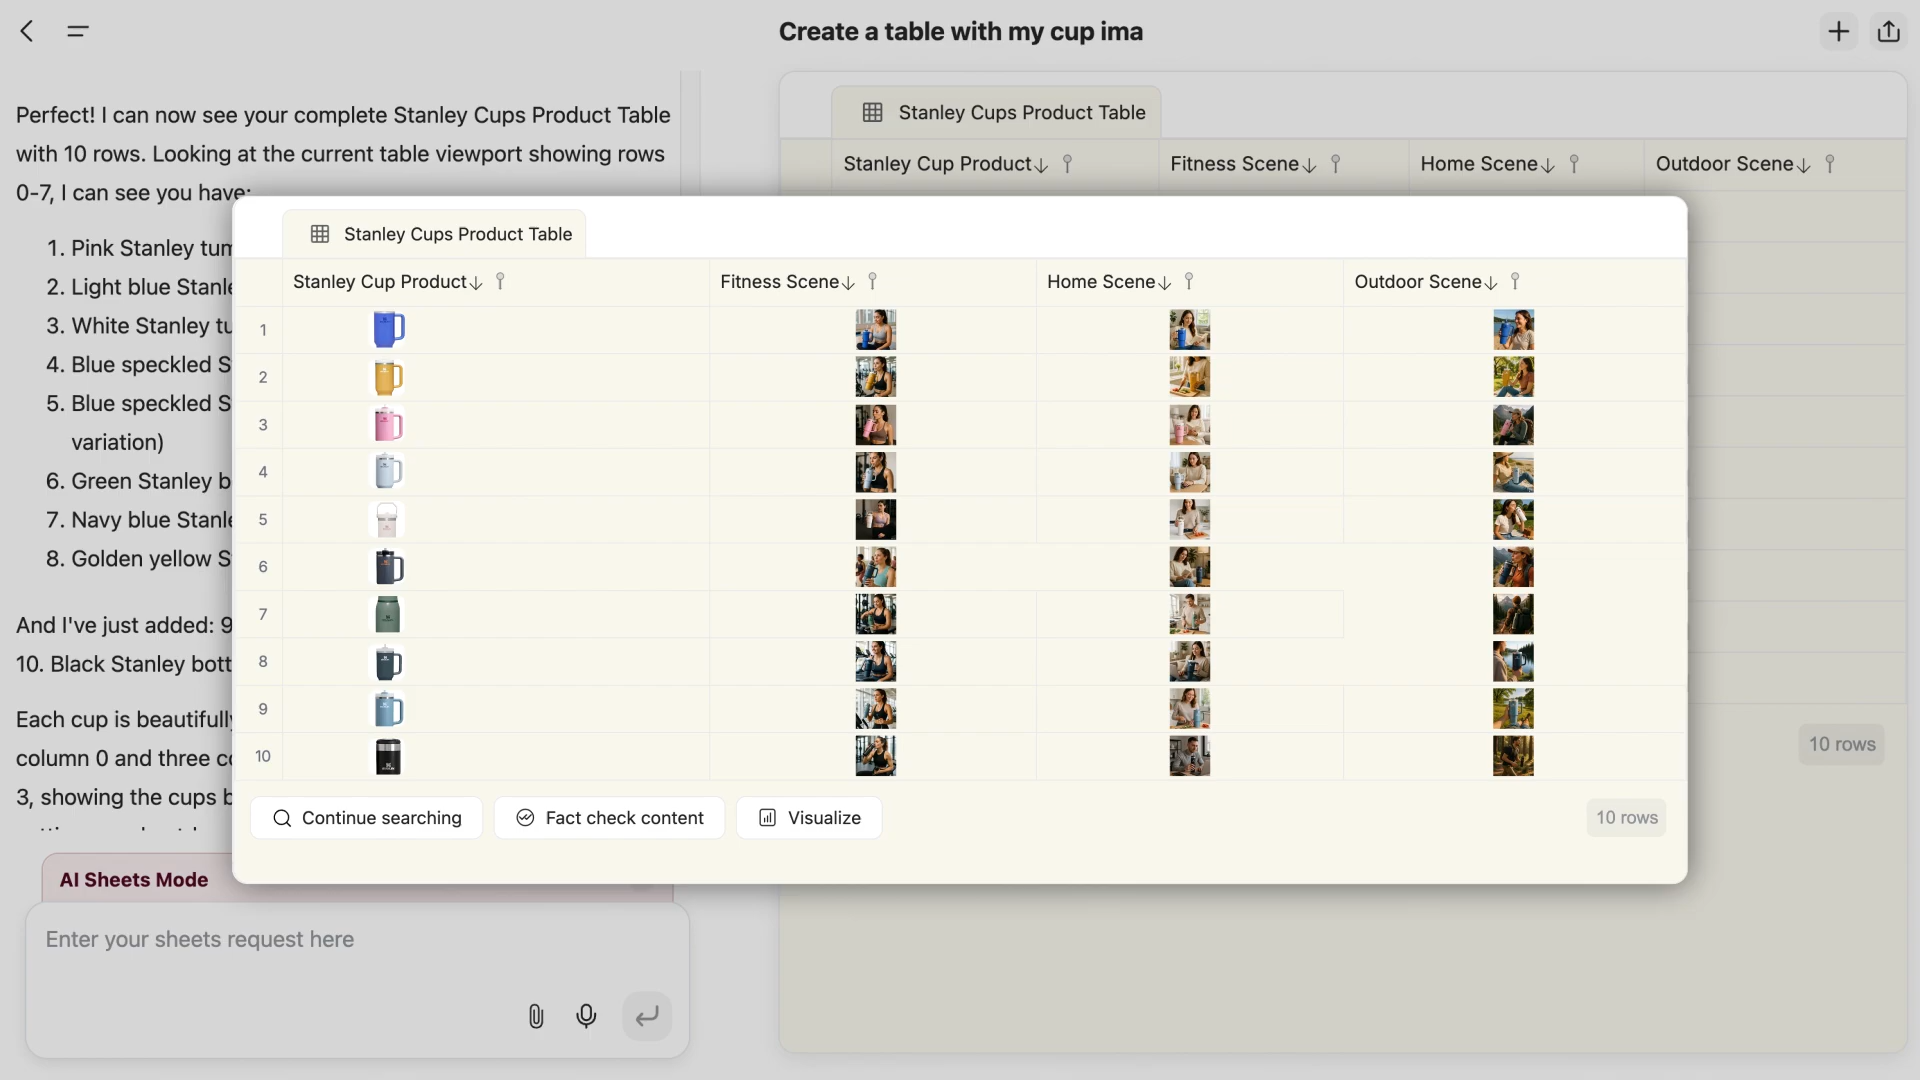 Create a table with my cup ima
Perfect! I can now see your complete Stanley Cups Product Table
with 10 rows. Looking at the current table viewport showing rows
0-7, I can see you have:
1. Pink Stanley tum
2. Light blue Stanle
3. White Stanley tu
4. Blue speckled S
5. Blue speckled S
variation)
6. Green Stanley b
7. Navy blue Stanle
8. Golden yellow S
And I've just added: 9
10. Black Stanley bott
Each cup is beautifully
column 0 and three co
3, showing the cups b
AI Sheets Mode
Enter your sheets request here
Stanley Cups Product Table
Stanley Cup Product Fitness Scene Home Scene Outdoor Scene
10 rows
Stanley Cups Product Table
Stanley Cup Product Fitness Scene Home Scene Outdoor Scene
1
2
3
4
5
6
7
8
9
10
Continue searching Fact check content Visualize 10 rows